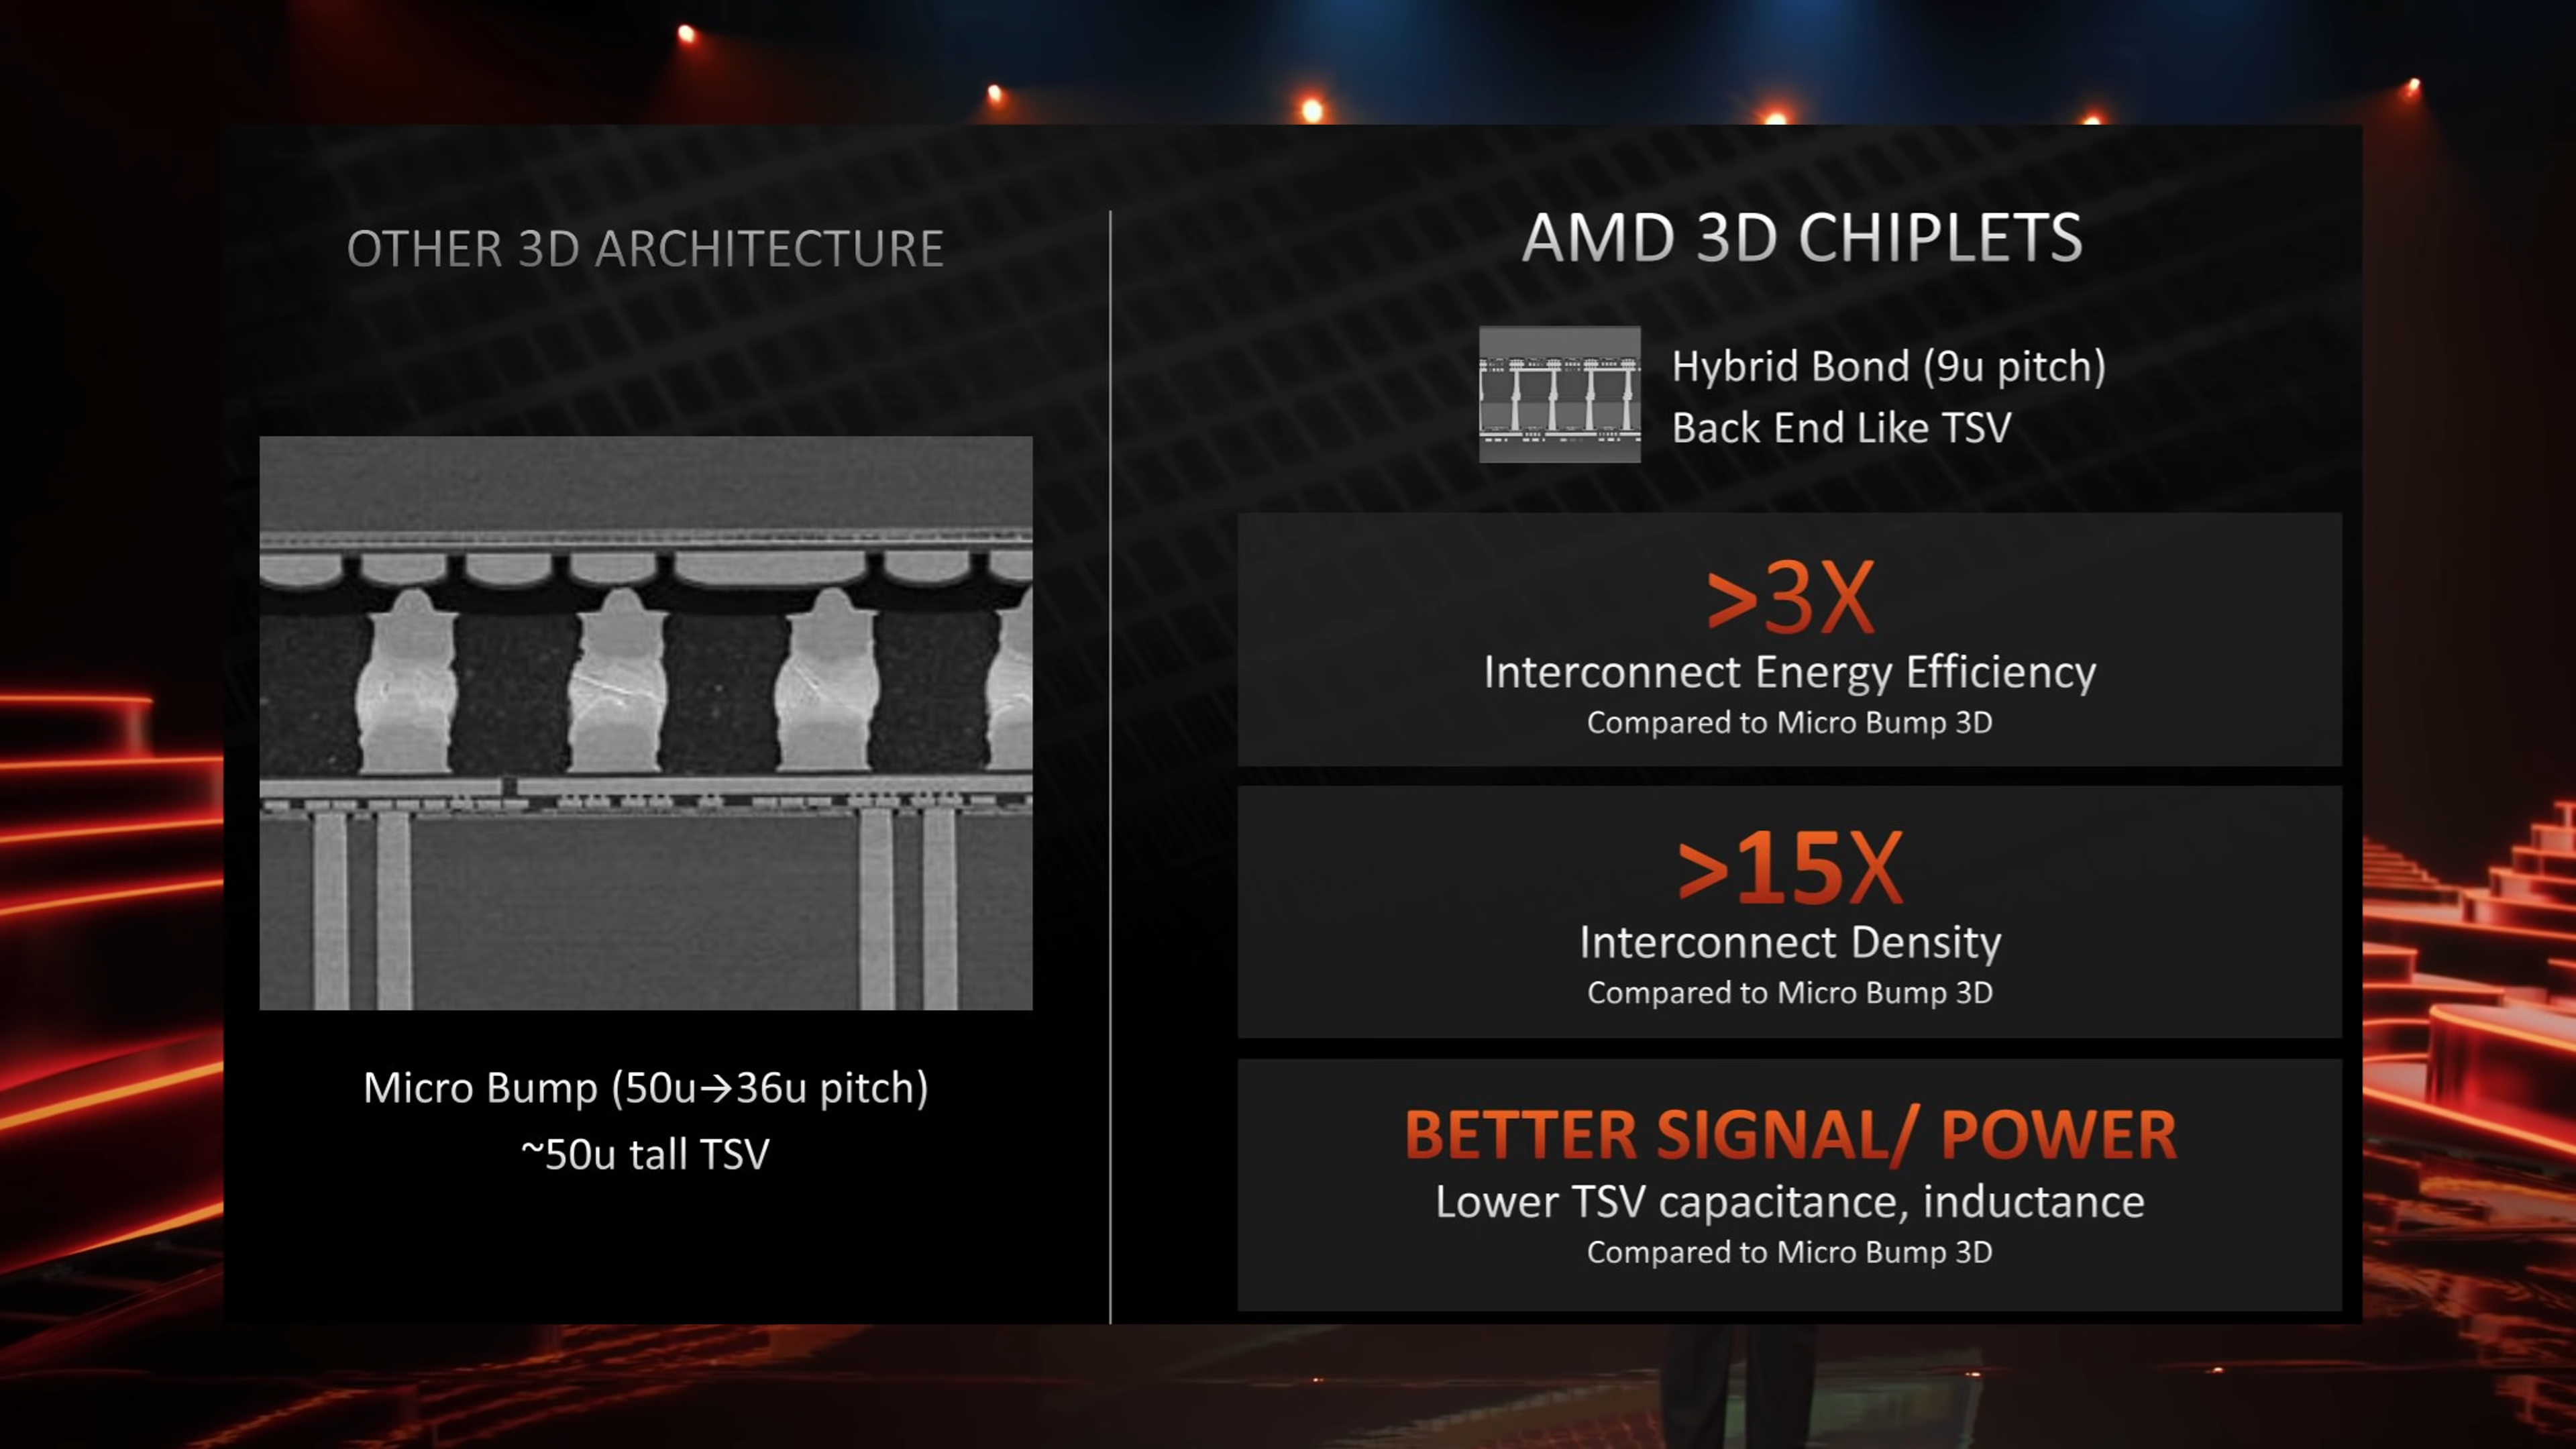 OTHER 3D ARCHITECTURE
Micro Bump (50u→36u pitch)
~50u tall TSV
AMD 3D CHIPLETS
Hybrid Bond (9u pitch)
Back End Like TSV
>3X
Interconnect Energy Efficiency
Compared to Micro Bump 3D
>15X
Interconnect Density
Compared to Micro Bump 3D
BETTER SIGNAL/ POWER
Lower TSV capacitance, inductance
Compared to Micro Bump 3D